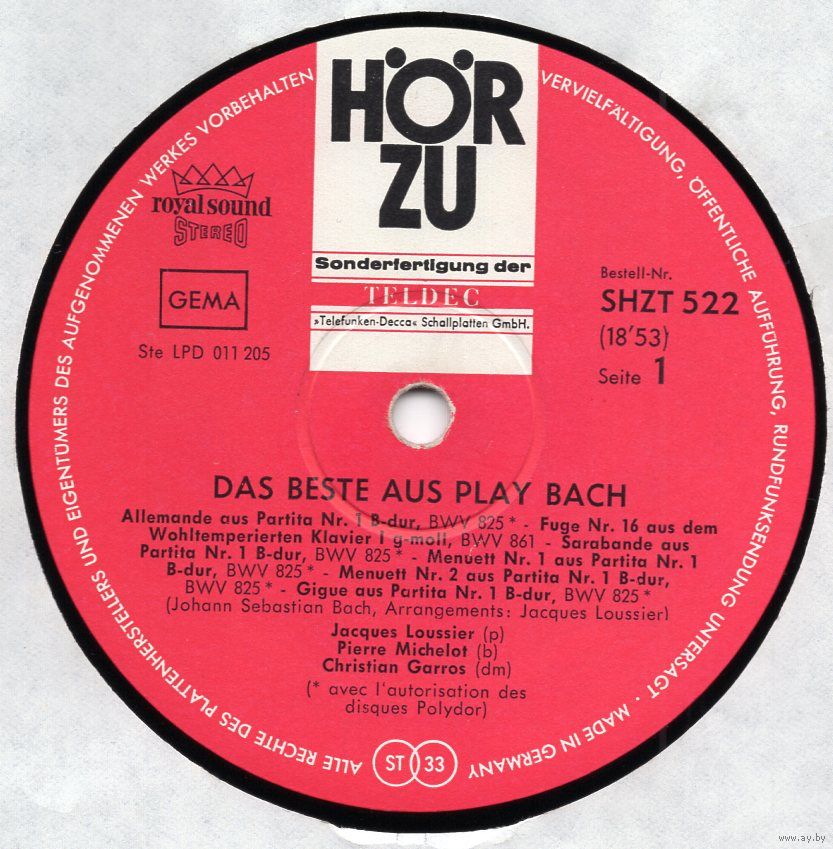 HÖR
ZU
Sonderfertigung der
TELDEC
»Telefunken-Decca« Schallplatten GmbH.
royal sound
STEREO
GEMA
Ste LPD 011 205
Bestell-Nr.
SHZT 522
(18'53)
Seite 1
DAS BESTE AUS PLAY BACH
Allemande aus Partita Nr. 1 B-dur, BWV 825* - Fuge Nr. 16 aus dem
Wohltemperierten Klavier I g-moll, BWV 861 - Sarabande aus
Partita Nr. 1 B-dur, BWV 825* - Menuett Nr. 1 aus Partita Nr. 1
B-dur, BWV 825* - Menuett Nr. 2 aus Partita Nr. 1 B-dur,
BWV 825* - Gigue aus Partita Nr. 1 B-dur, BWV 825*
(Johann Sebastian Bach, Arrangements: Jacques Loussier)
Jacques Loussier (p)
Pierre Michelot (b)
Christian Garros (dm)
(* avec l'autorisation des
disques Polydor)
ST 33
ALLE RECHTE DES PLATTENHERSTELLERS UND EIGENTÜMERS DES AUFGENOMMENEN WERKES VORBEHALTEN
VERVIELFÄLTIGUNG, ÖFFENTLICHE AUFFÜHRUNG, RUNDFUNKSENDUNG UNTERSAGT · MADE IN GERMANY
www.ay.by